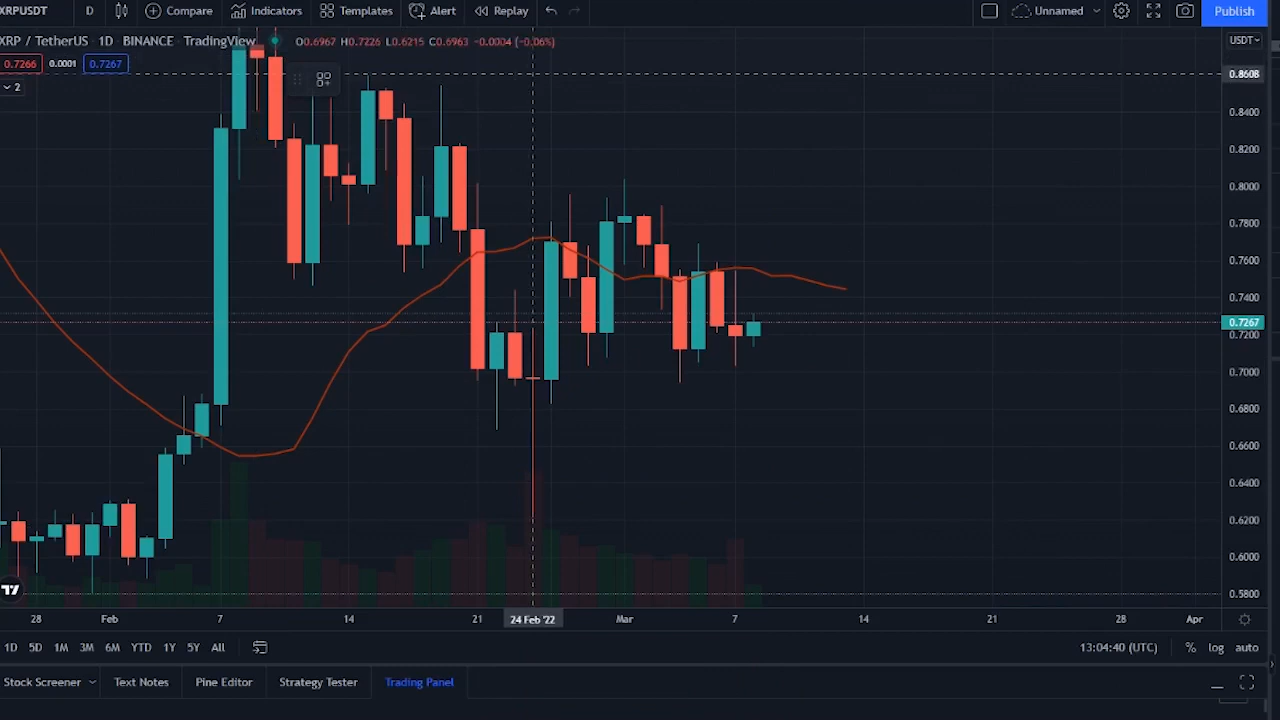 XRPUSDT D Compare Indicators Templates Alert Replay Unnamed Publish
XRP / TetherUS 1D BINANCE TradingView O0.6967 H0.7226 L0.6215 C0.6963 -0.0004 (-0.06%) USDT
0.7266 0.0001 0.7267
2
0.8608
0.8400
0.8200
0.8000
0.7800
0.7600
0.7400
0.7267
0.7200
0.7000
0.6800
0.6600
0.6400
0.6200
0.6000
0.5800
28 Feb 7 14 21 24 Feb '22 Mar 7 14 21 28 Apr
1D 5D 1M 3M 6M YTD 1Y 5Y All 13:04:40 (UTC) % log auto
Stock Screener Text Notes Pine Editor Strategy Tester Trading Panel